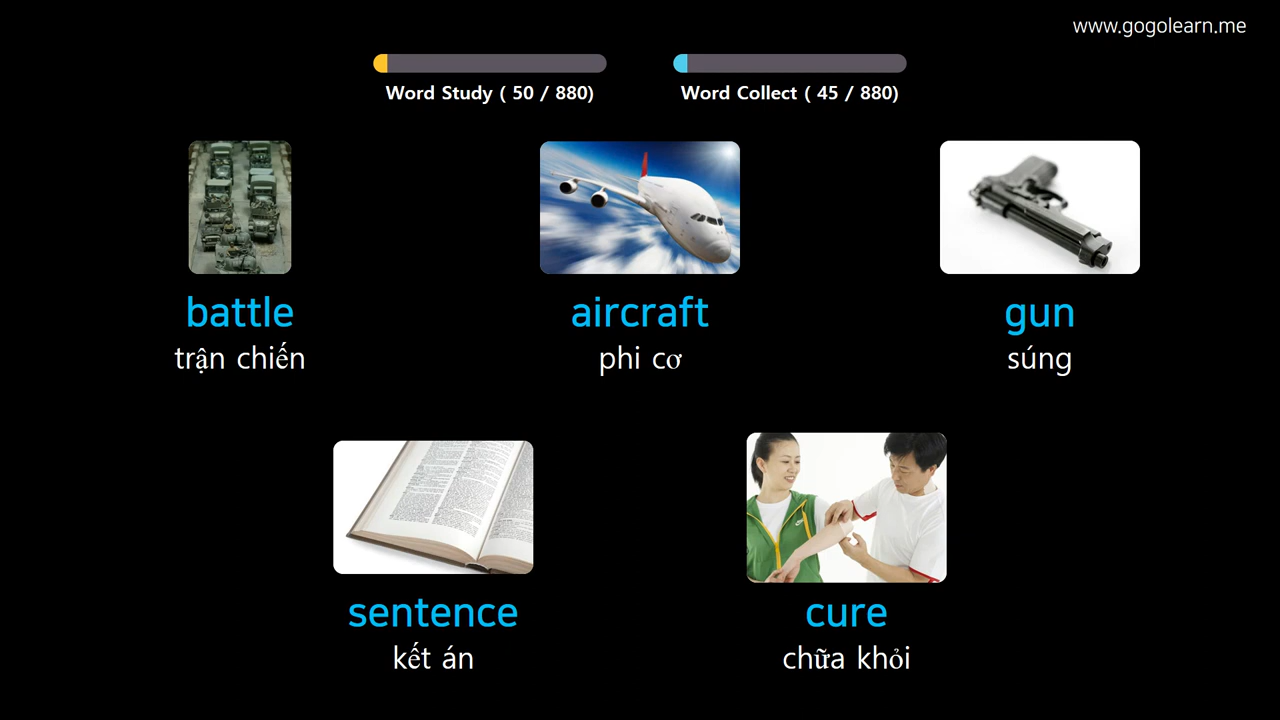 www.gogolearn.me
Word Study ( 50 / 880)
Word Collect ( 45 / 880)
battle
trận chiến
aircraft
phi cơ
gun
súng
sentence
kết án
cure
chữa khỏi